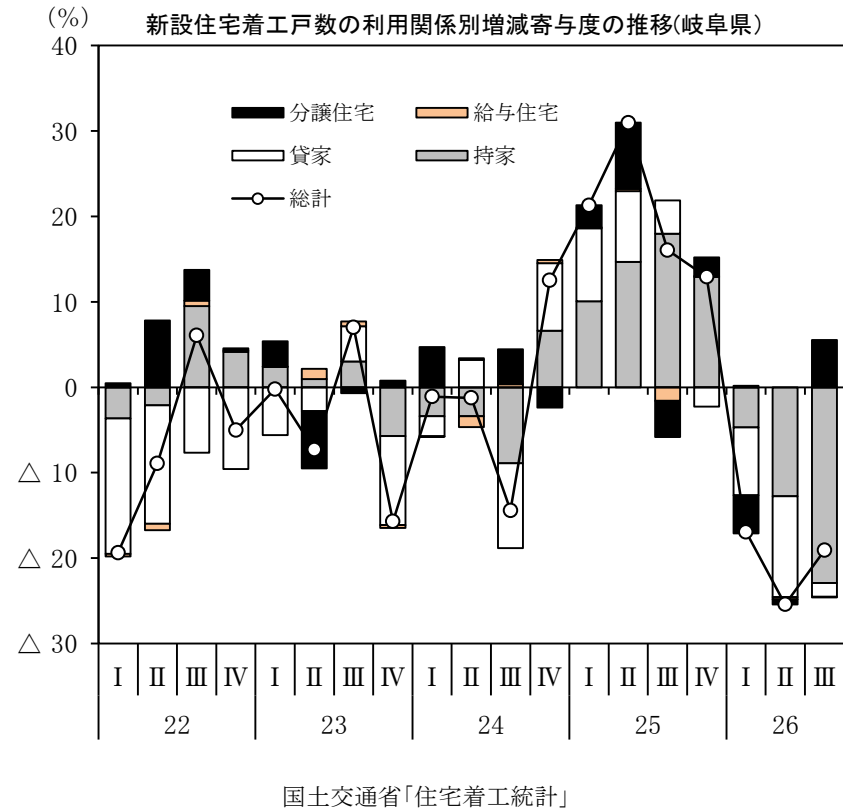 (%)
新設住宅着工戸数の利用関係別増減寄与度の推移(岐阜県)
40
30
20
10
0
△ 10
△ 20
△ 30
分譲住宅 給与住宅
貸家 持家
総計
Ⅰ Ⅱ Ⅲ Ⅳ Ⅰ Ⅱ Ⅲ Ⅳ Ⅰ Ⅱ Ⅲ Ⅳ Ⅰ Ⅱ Ⅲ Ⅳ Ⅰ Ⅱ Ⅲ
22 23 24 25 26
国土交通省「住宅着工統計」